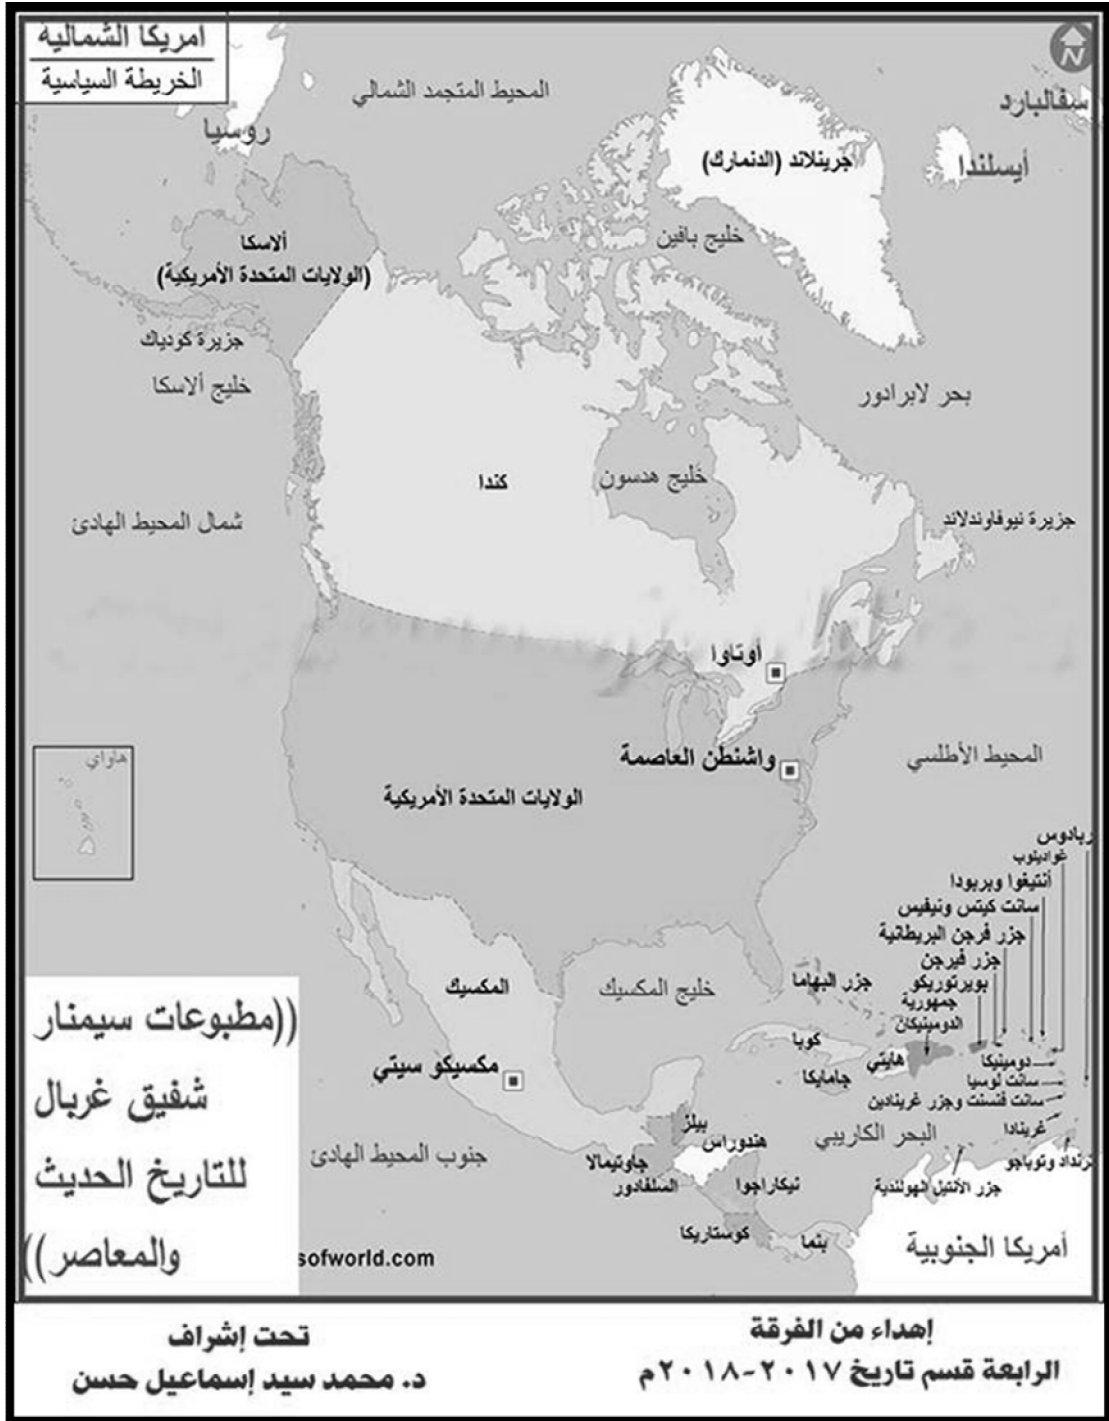 امريكا الشمالية
الخريطة السياسية
N
المحيط المتجمد الشمالي
سفالبارد
روسيا
جرينلاند (الدنمارك)
أيسلندا
ألاسكا
(الولايات المتحدة الأمريكية)
خليج بافين
جزيرة كودياك
خليج ألاسكا
بحر لابرادور
كندا
خليج هدسون
شمال المحيط الهادئ
جزيرة نيوفاوندلاند
أوتاوا
هاواي
واشنطن العاصمة
المحيط الأطلسي
الولايات المتحدة الأمريكية
ربادوس
غوادينوب
أنتيغوا وبربودا
سانت كيتس ونيفيس
جزر فرجن البريطانية
جزر فيرجن
بويرتوريكو
جمهورية
الدومينيكان
المكسيك
خليج المكسيك
جزر البهاما
كوبا
هايتي
دومينيكا
جامايكا
سانت لوسيا
سانت فنسنت وجزر غرينادين
مكسيكو سيتي
غرينادا
بيلز
هندوراس
البحر الكاريبي
جنوب المحيط الهادئ
جاوتيمالا
ترنداد وتوباجو
السلفادور
نيكاراجوا
جزر الأنتيل الهولندية
كوستاريكا
بنما
أمريكا الجنوبية
((مطبوعات سيمنار
شفيق غربال
للتاريخ الحديث
والمعاصر))
sofworld.com
إهداء من الفرقة
الرابعة قسم تاريخ ٢٠١٧-٢٠١٨م
تحت إشراف
د. محمد سيد إسماعيل حسن